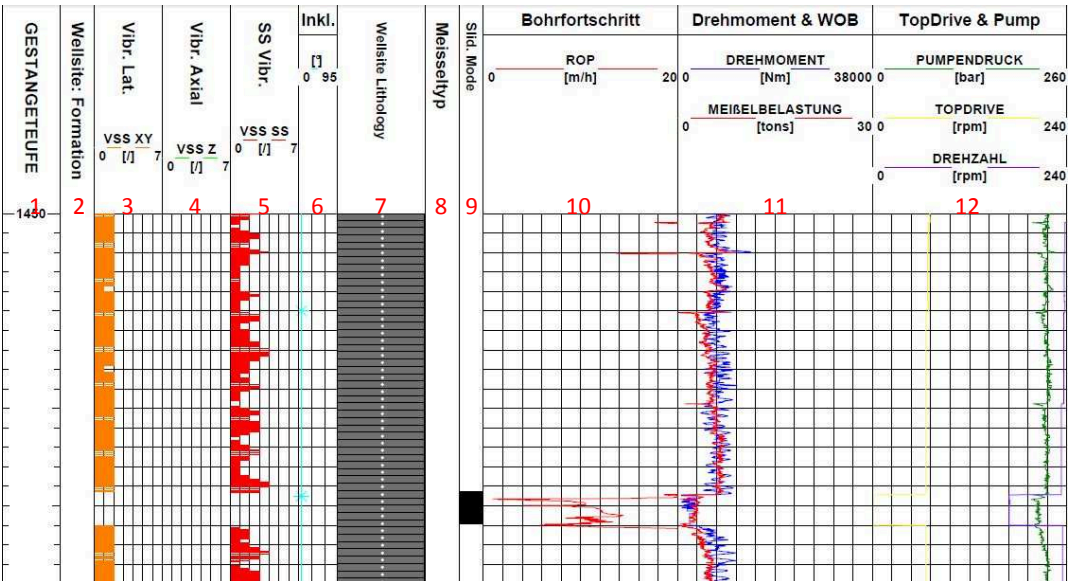 GESTANGETEUFE
Wellsite: Formation
Vibr. Lat.
VSS XY
0 [/] 7
Vibr. Axial
VSS Z
0 [/] 7
SS Vibr.
VSS SS
0 [/] 7
Inkl.
[°]
0 95
Wellsite Lithology
Meisseltyp
Slid. Mode
Bohrfortschritt
ROP
0 [m/h] 20
Drehmoment & WOB
DREHMOMENT
0 [Nm] 38000
MEIßELBELASTUNG
0 [tons] 30
TopDrive & Pump
PUMPENDRUCK
0 [bar] 260
TOPDRIVE
0 [rpm] 240
DREHZAHL
0 [rpm] 240
1 2 3 4 5 6 7 8 9 10 11 12